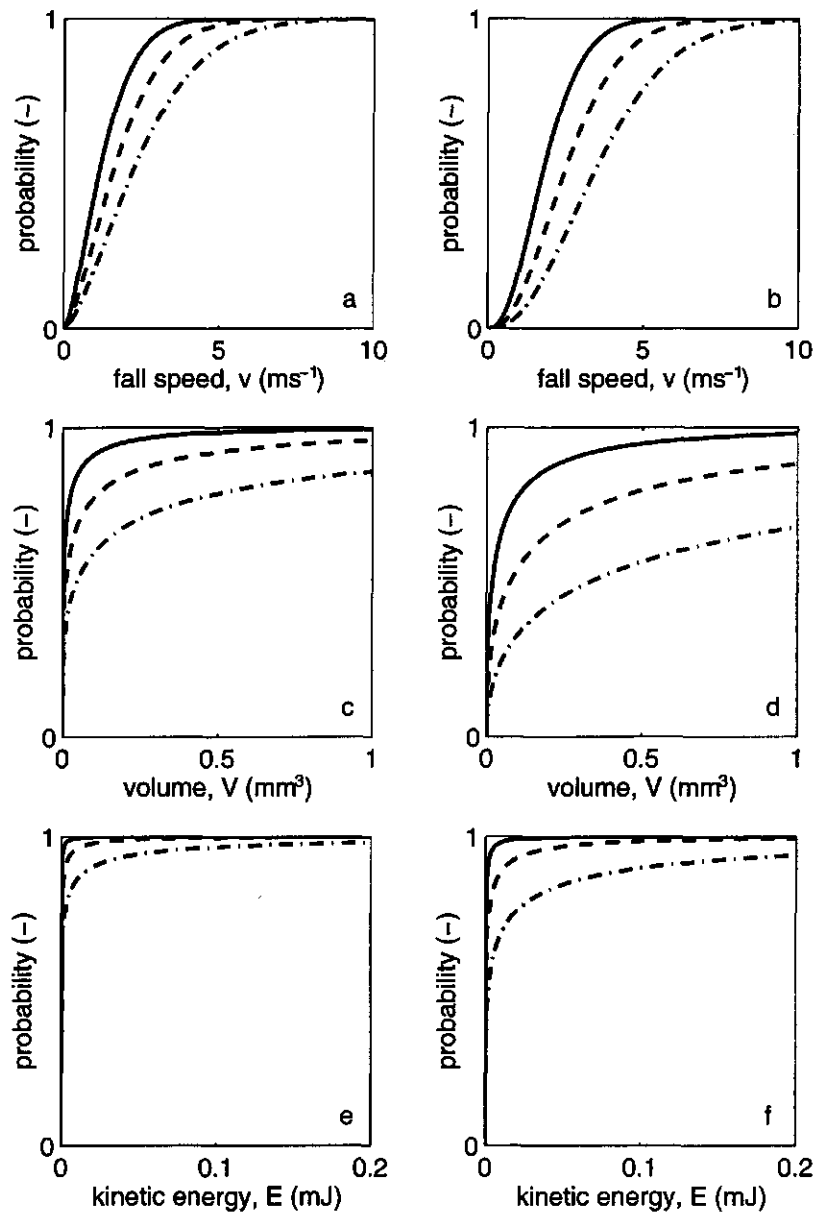 1
probability (−)
a
0
0
5
10
fall speed, v (ms⁻¹)
1
probability (−)
b
0
0
5
10
fall speed, v (ms⁻¹)
1
probability (−)
c
0
0
0.5
1
volume, V (mm³)
1
probability (−)
d
0
0
0.5
1
volume, V (mm³)
1
probability (−)
e
0
0
0.1
0.2
kinetic energy, E (mJ)
1
probability (−)
f
0
0
0.1
0.2
kinetic energy, E (mJ)